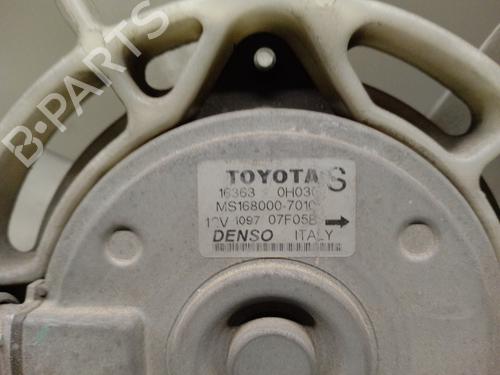 B-PARTS
TOYOTA S
16363 0H030
MS168000-7010
12V 1097 07F05B
DENSO ITALY